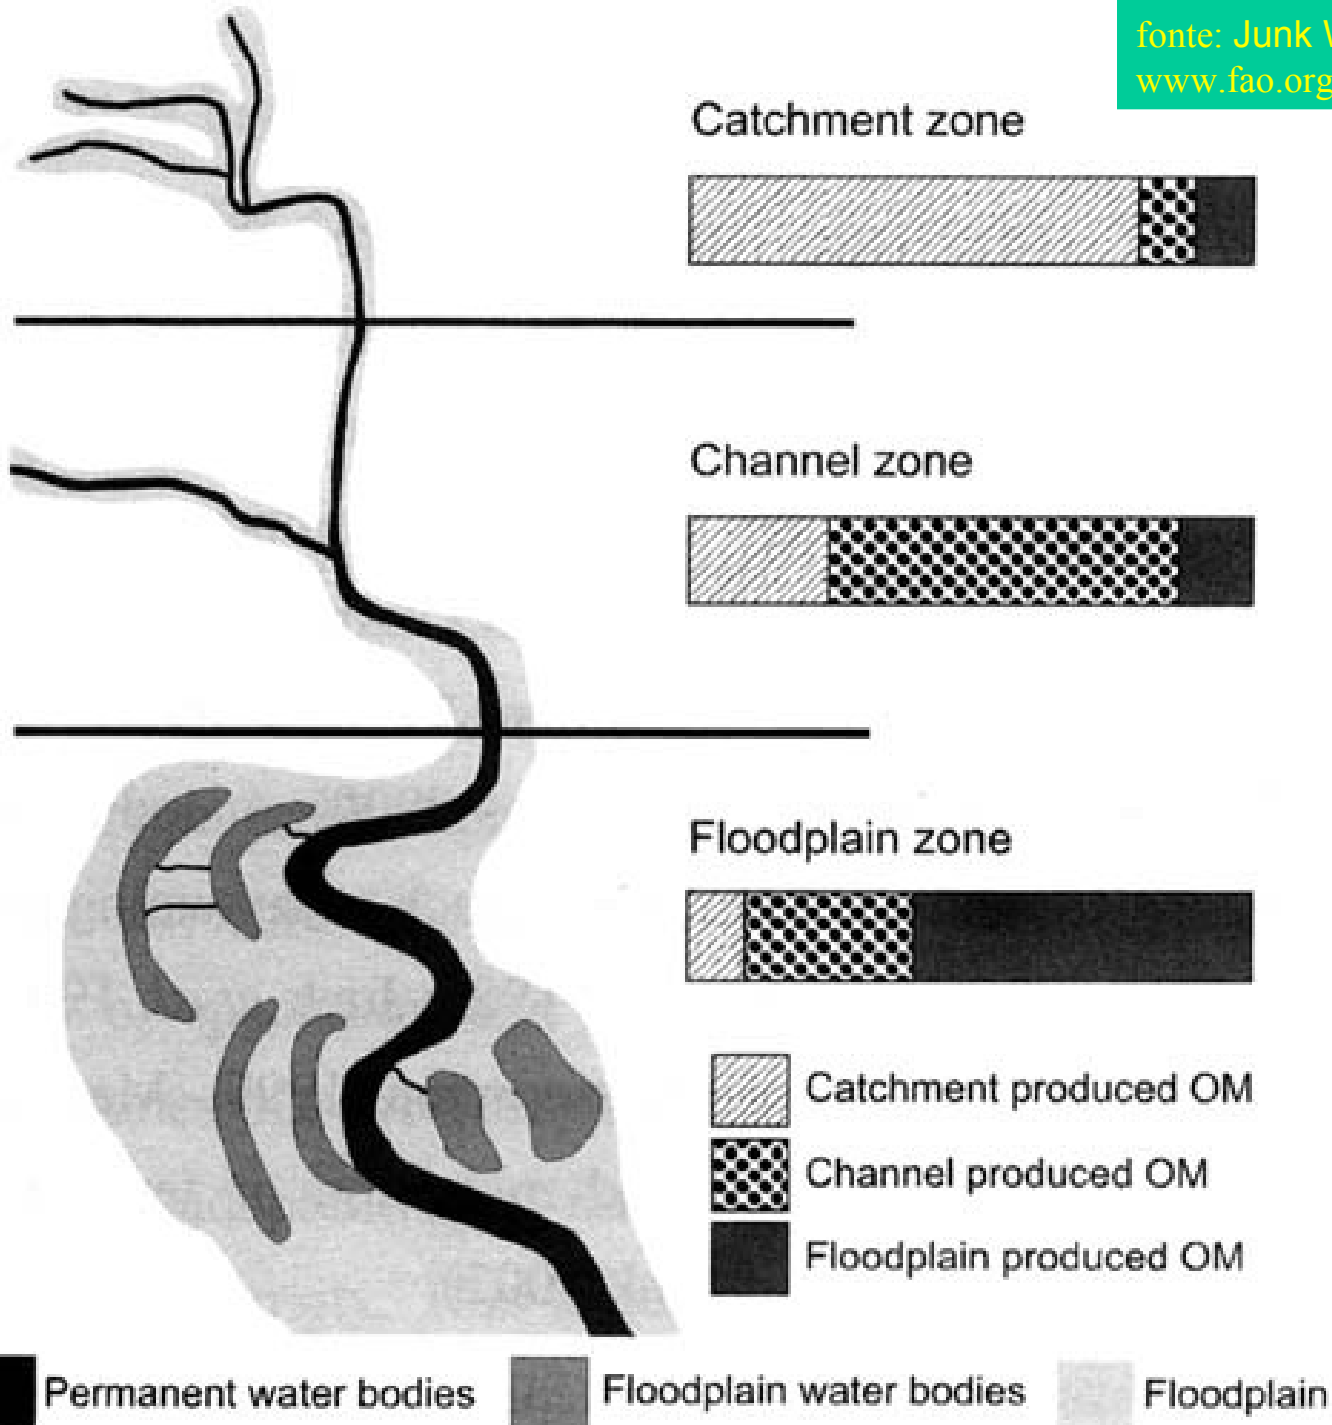 fonte: Junk
www.fao.org
Catchment zone
Channel zone
Floodplain zone
Catchment produced OM
Channel produced OM
Floodplain produced OM
Permanent water bodies
Floodplain water bodies
Floodplain